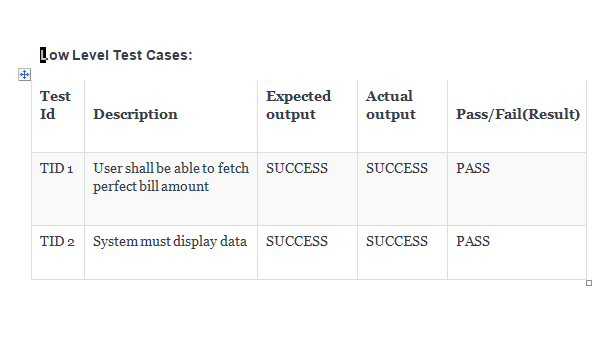 Low Level Test Cases:
Test Id Description Expected output Actual output Pass/Fail(Result)
TID 1 User shall be able to fetch perfect bill amount SUCCESS SUCCESS PASS
TID 2 System must display data SUCCESS SUCCESS PASS